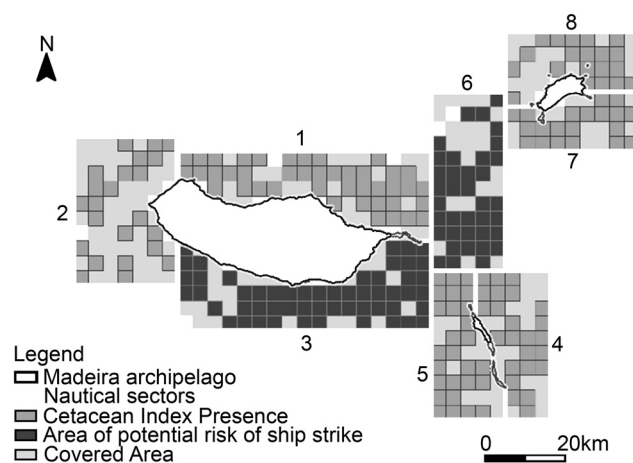 N
8
6
1
7
2
3
4
5
Legend
Madeira archipelago
Nautical sectors
Cetacean Index Presence
Area of potential risk of ship strike
Covered Area
0 20km